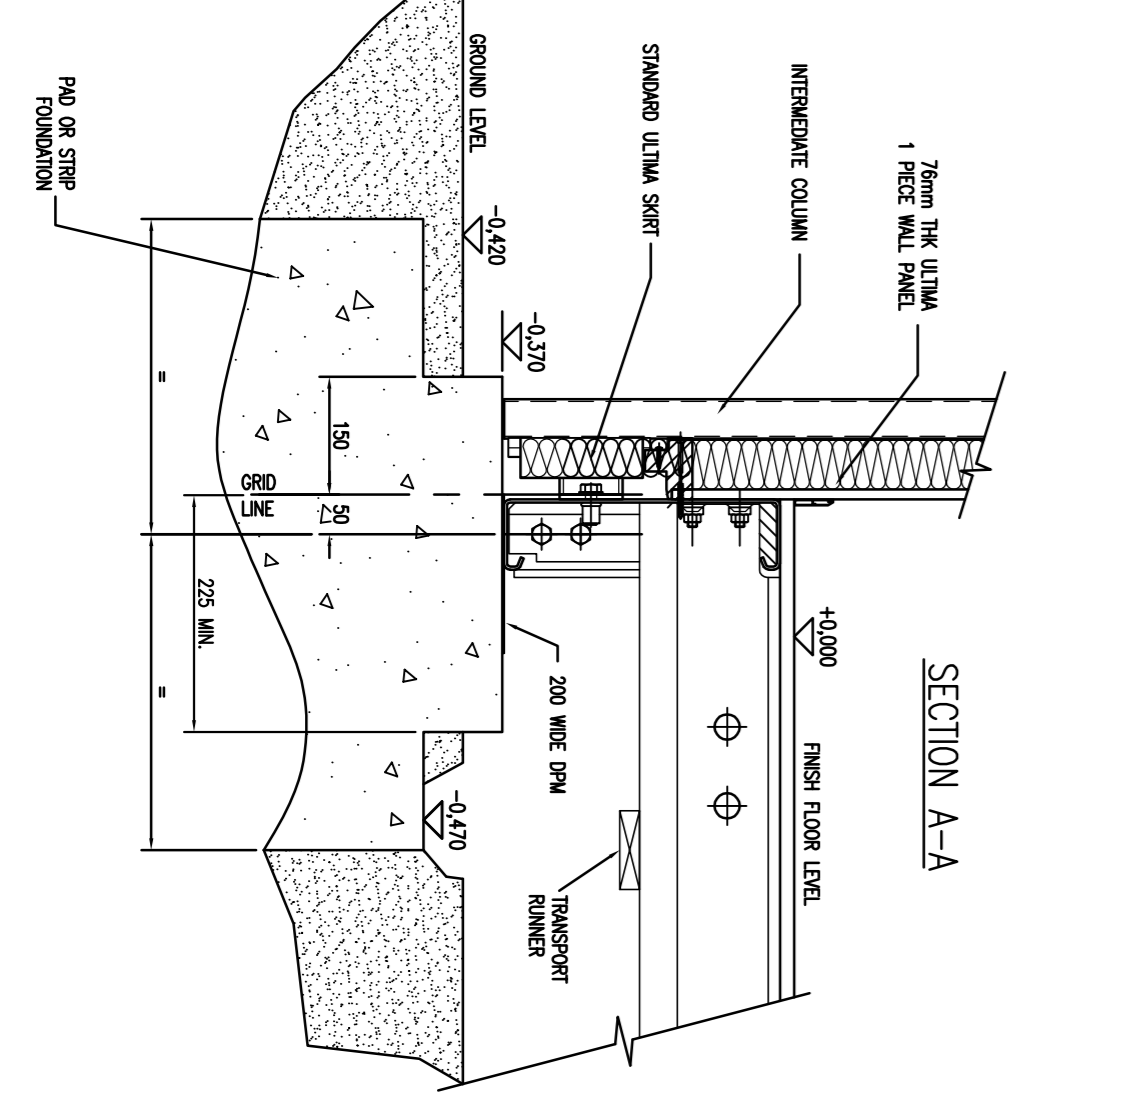 SECTION A-A
76mm THK ULTIMA
1 PIECE WALL PANEL
INTERMEDIATE COLUMN
STANDARD ULTIMA SKIRT
GROUND LEVEL
-0,420
-0,370
+0,000
FINISH FLOOR LEVEL
200 WIDE DPM
TRANSPORT
RUNNER
-0,470
150
50
GRID
LINE
225 MIN.
=
=
PAD OR STRIP
FOUNDATION